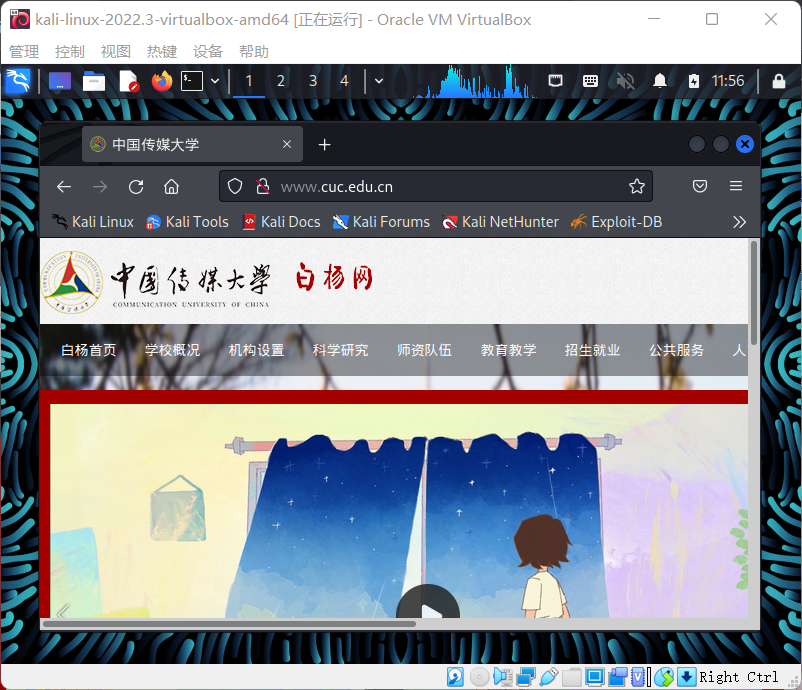 kali-linux-2022.3-virtualbox-amd64 [正在运行] - Oracle VM VirtualBox
管理 控制 视图 热键 设备 帮助
1 2 3 4 11:56
中国传媒大学
www.cuc.edu.cn
Kali Linux Kali Tools Kali Docs Kali Forums Kali NetHunter Exploit-DB
中国传媒大学 白杨网
COMMUNICATION UNIVERSITY OF CHINA
白杨首页 学校概况 机构设置 科学研究 师资队伍 教育教学 招生就业 公共服务 人
Right Ctrl